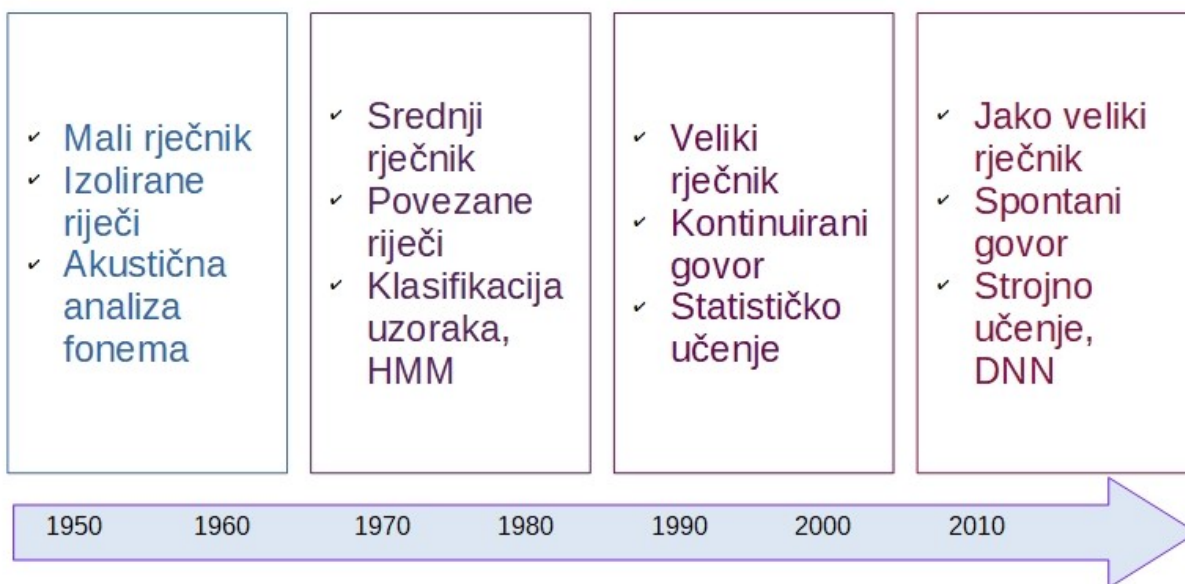 ✓ Mali rječnik
✓ Izolirane
riječi
✓ Akustična
analiza
fonema
✓ Srednji
rječnik
✓ Povezane
riječi
✓ Klasifikacija
uzoraka,
HMM
✓ Veliki
rječnik
✓ Kontinuirani
govor
✓ Statističko
učenje
✓ Jako veliki
rječnik
✓ Spontani
govor
✓ Strojno
učenje,
DNN
1950 1960 1970 1980 1990 2000 2010